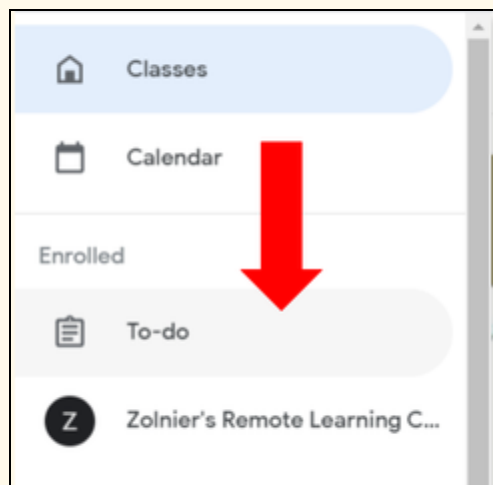 Classes
Calendar
Enrolled
To-do
Z
Zolnier's Remote Learning C...